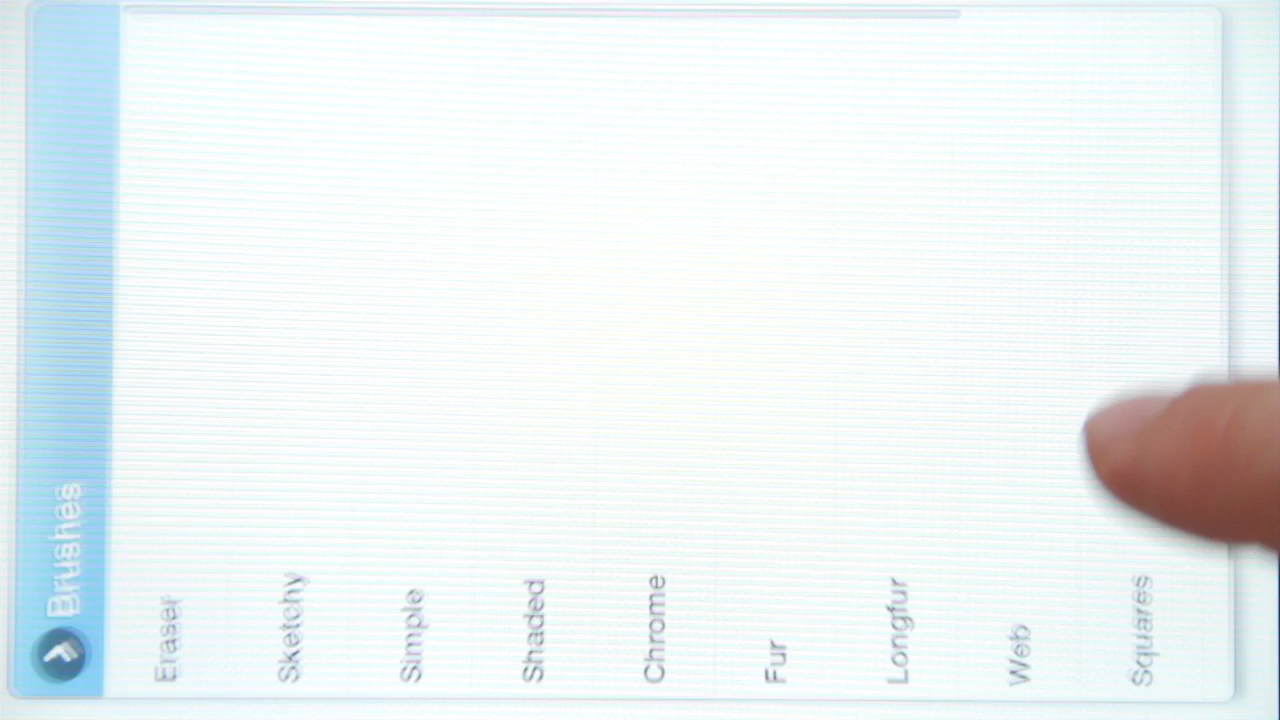 Brushes
Eraser
Sketchy
Simple
Shaded
Chrome
Fur
Longfur
Web
Squares